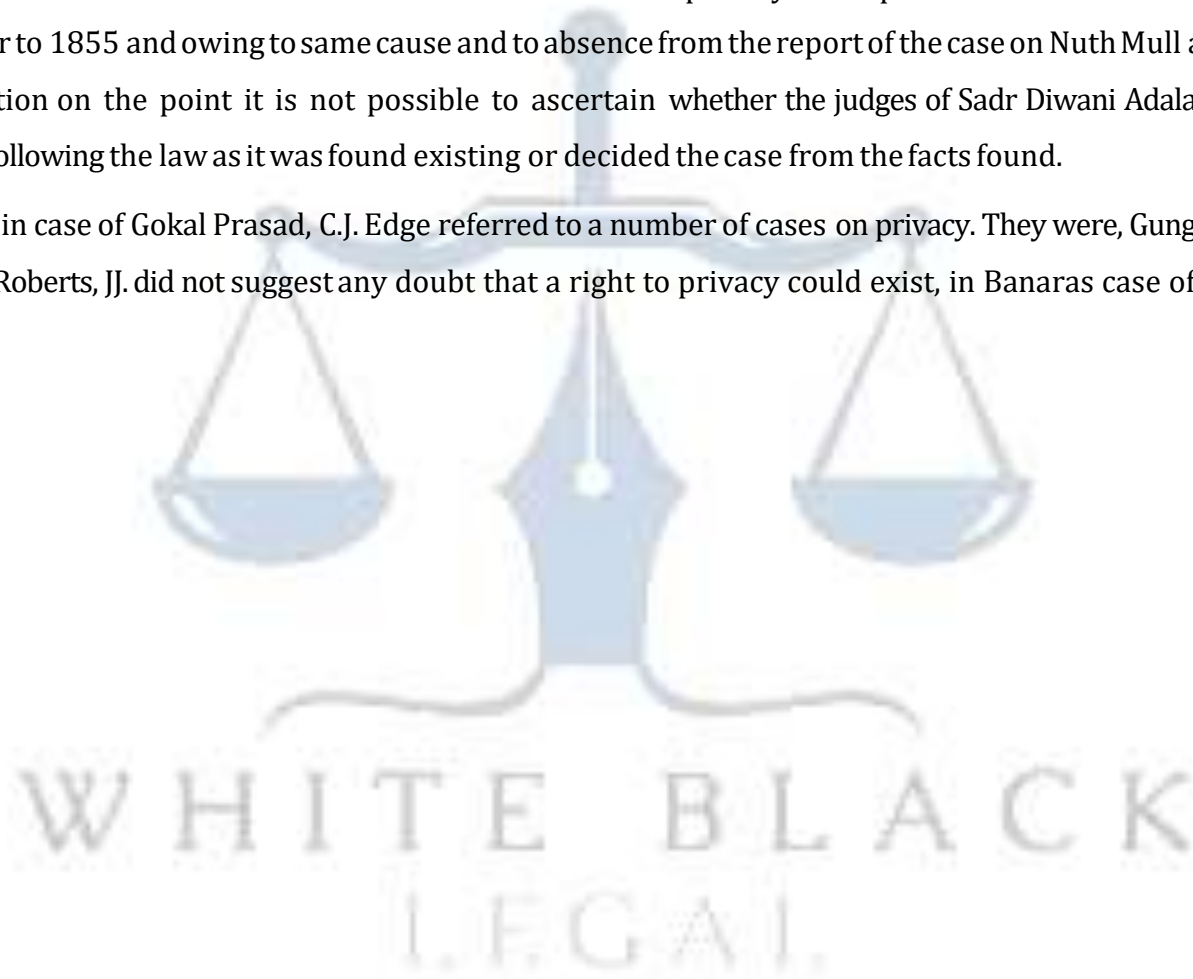 r to 1855 and owing to same cause and to absence from the report of the case on Nuth Mull a
tion on the point it is not possible to ascertain whether the judges of Sadr Diwani Adala
ollowing the law as it was found existing or decided the case from the facts found.
in case of Gokal Prasad, C.J. Edge referred to a number of cases on privacy. They were, Gung
Roberts, JJ. did not suggest any doubt that a right to privacy could exist, in Banaras case of
WHITE BLACK
LEGAL